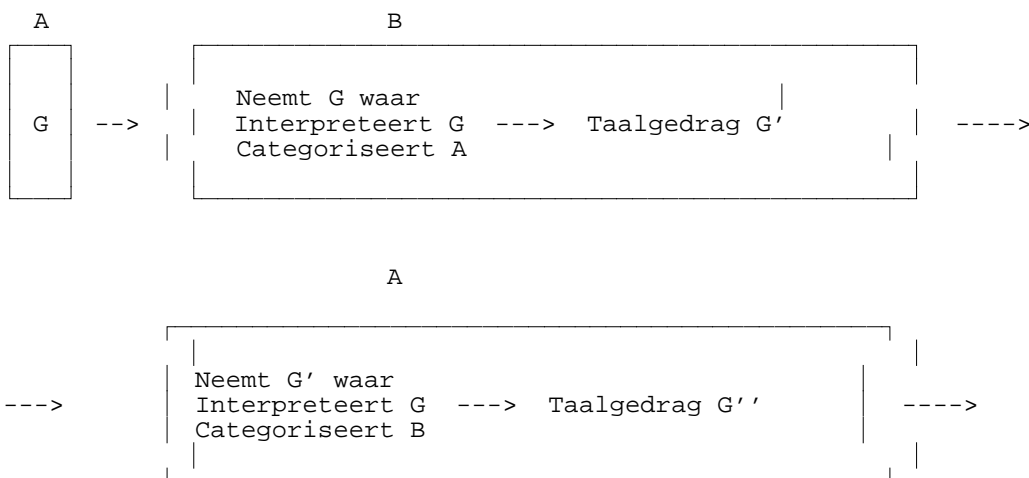 A B
Neemt G waar
G --> Interpreteert G ---> Taalgedrag G' ---->
Categoriseert A
A
Neemt G' waar
---> Interpreteert G ---> Taalgedrag G'' ---->
Categoriseert B